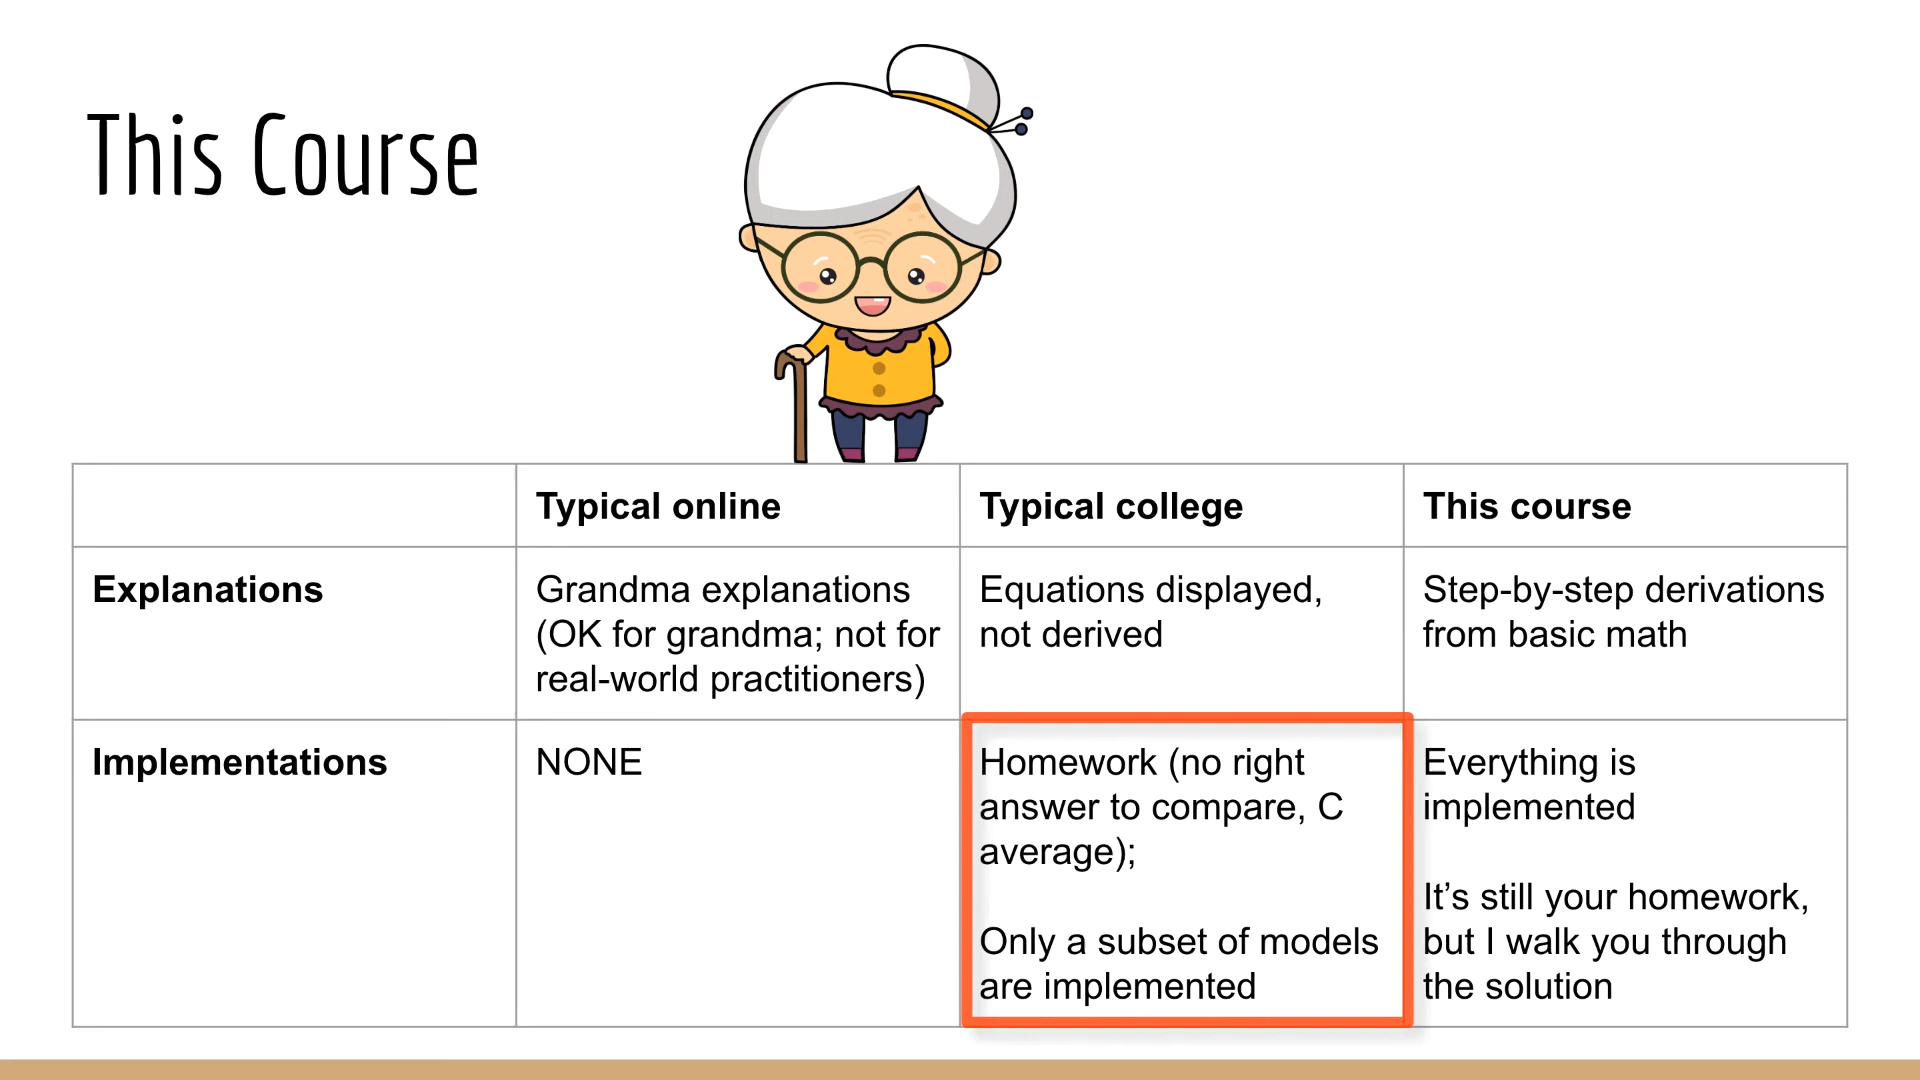 This Course
Typical online
Typical college
This course
Explanations
Grandma explanations
(OK for grandma; not for
real-world practitioners)
Equations displayed,
not derived
Step-by-step derivations
from basic math
Implementations
NONE
Homework (no right
answer to compare, C
average);
Only a subset of models
are implemented
Everything is
implemented
It’s still your homework,
but I walk you through
the solution